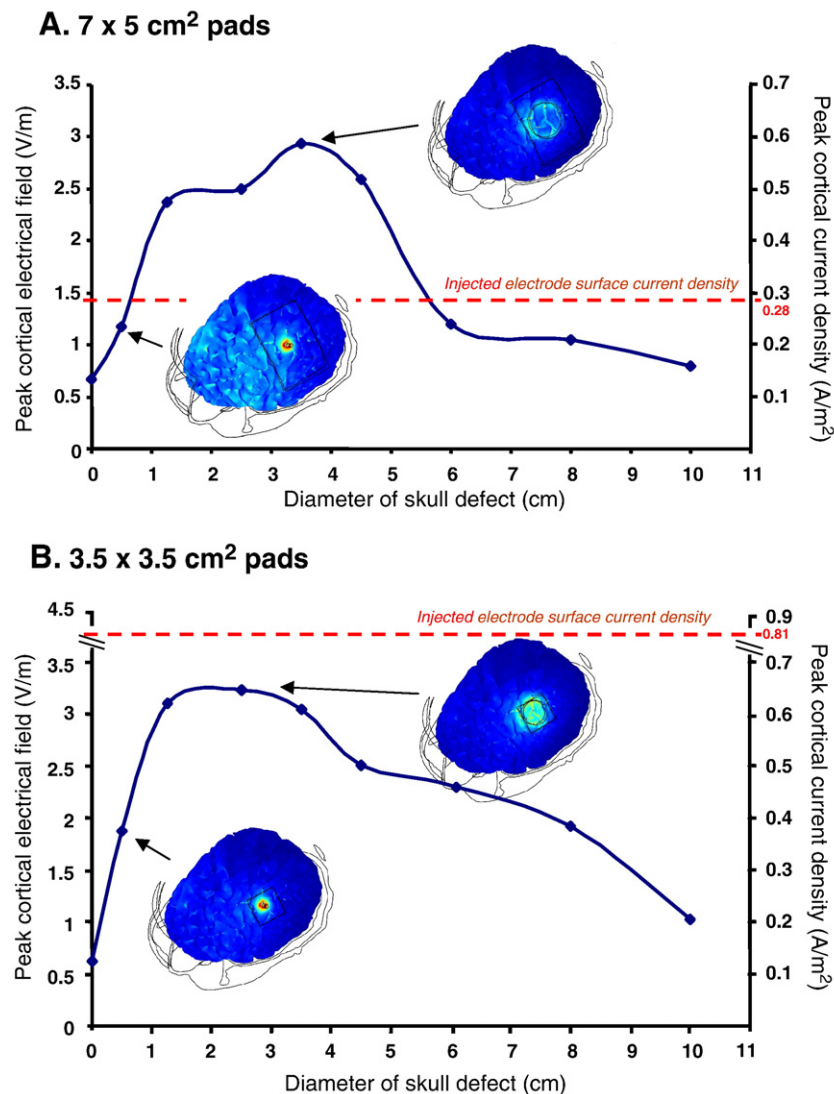 A. 7 x 5 cm² pads
Peak cortical electrical field (V/m)
3.5
3
2.5
2
1.5
1
0.5
0
0 1 2 3 4 5 6 7 8 9 10 11
Diameter of skull defect (cm)
Injected electrode surface current density
0.7
0.6
0.5
0.4
0.3
0.28
0.2
0.1
Peak cortical current density (A/m²)
B. 3.5 x 3.5 cm² pads
Peak cortical electrical field (V/m)
4.5
3.5
3
2.5
2
1.5
1
0.5
0
0 1 2 3 4 5 6 7 8 9 10 11
Diameter of skull defect (cm)
Injected electrode surface current density
0.9
0.81
0.7
0.6
0.5
0.4
0.3
0.2
0.1
Peak cortical current density (A/m²)